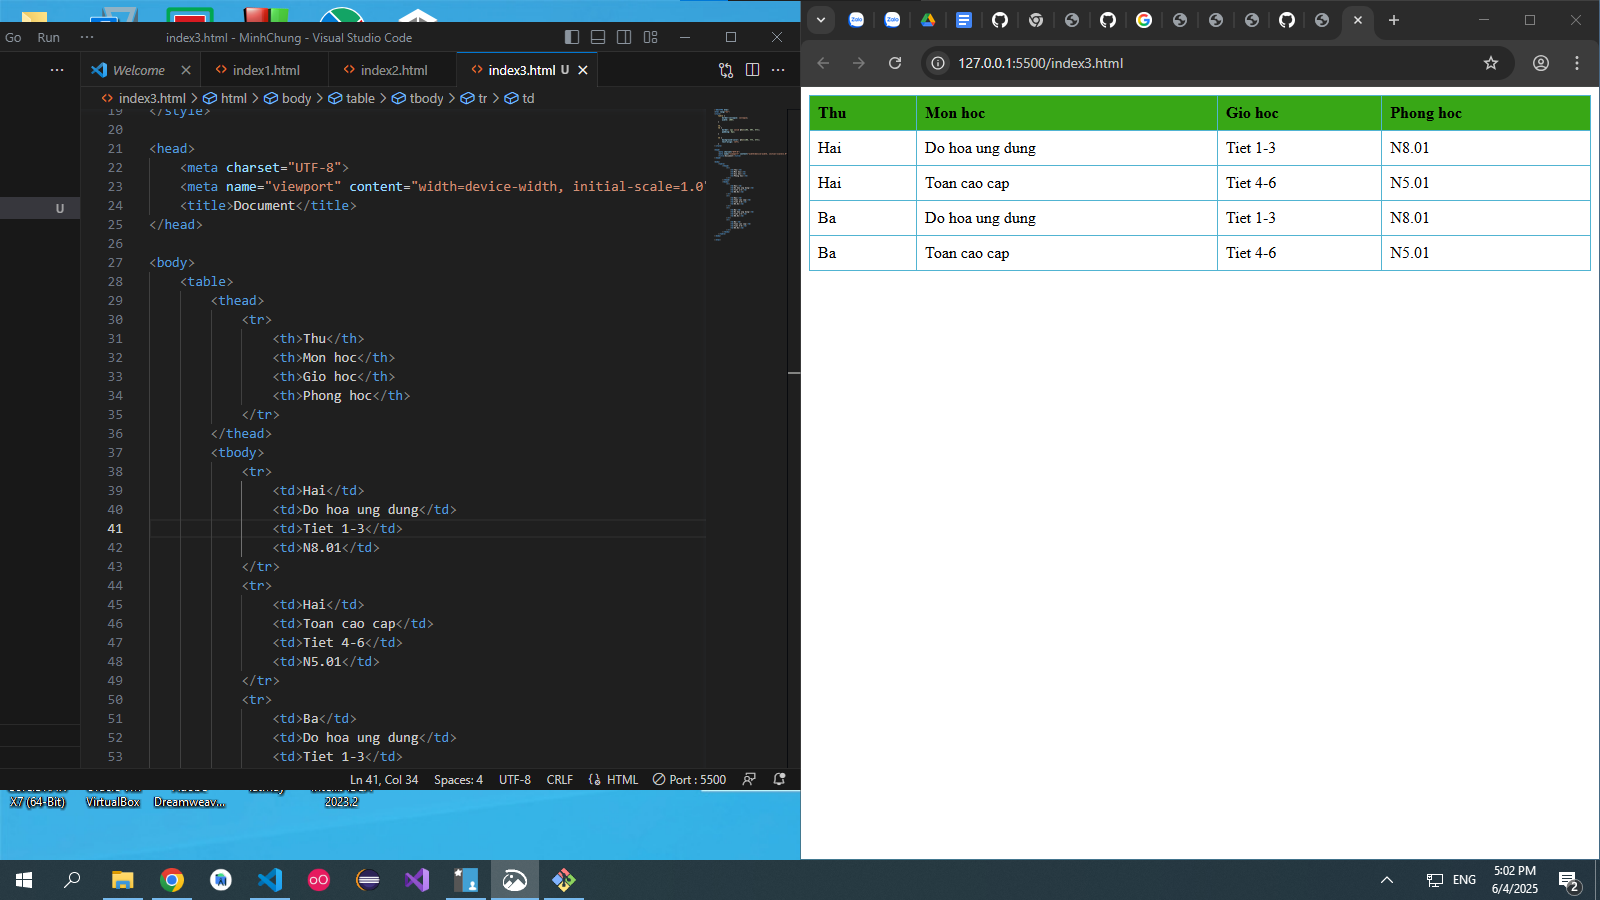 Go Run ··· index3.html - MinhChung - Visual Studio Code
Welcome index1.html index2.html index3.html U
index3.html > html > body > table > tbody > tr > td
19 </style>
20
21 <head>
22 <meta charset="UTF-8">
23 <meta name="viewport" content="width=device-width, initial-scale=1.0"
24 <title>Document</title>
25 </head>
26
27 <body>
28 <table>
29 <thead>
30 <tr>
31 <th>Thu</th>
32 <th>Mon hoc</th>
33 <th>Gio hoc</th>
34 <th>Phong hoc</th>
35 </tr>
36 </thead>
37 <tbody>
38 <tr>
39 <td>Hai</td>
40 <td>Do hoa ung dung</td>
41 <td>Tiet 1-3</td>
42 <td>N8.01</td>
43 </tr>
44 <tr>
45 <td>Hai</td>
46 <td>Toan cao cap</td>
47 <td>Tiet 4-6</td>
48 <td>N5.01</td>
49 </tr>
50 <tr>
51 <td>Ba</td>
52 <td>Do hoa ung dung</td>
53 <td>Tiet 1-3</td>
U
Ln 41, Col 34 Spaces: 4 UTF-8 CRLF HTML Port : 5500
X7 (64-Bit) VirtualBox Dreamweav... 2023.2
Zalo Zalo
127.0.0.1:5500/index3.html
Thu Mon hoc Gio hoc Phong hoc
Hai Do hoa ung dung Tiet 1-3 N8.01
Hai Toan cao cap Tiet 4-6 N5.01
Ba Do hoa ung dung Tiet 1-3 N8.01
Ba Toan cao cap Tiet 4-6 N5.01
ENG
5:02 PM
6/4/2025
2